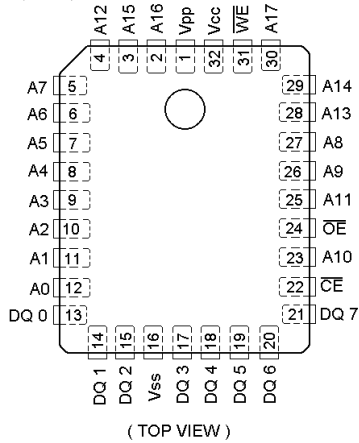 A12 A15 A16 Vpp Vcc W̅E̅ A17
4 3 2 1 32 31 30
A7 5 29 A14
A6 6 28 A13
A5 7 27 A8
A4 8 26 A9
A3 9 25 A11
A2 10 24 O̅E̅
A1 11 23 A10
A0 12 22 C̅E̅
DQ 0 13 21 DQ 7
14 15 16 17 18 19 20
DQ 1 DQ 2 Vss DQ 3 DQ 4 DQ 5 DQ 6
( TOP VIEW )